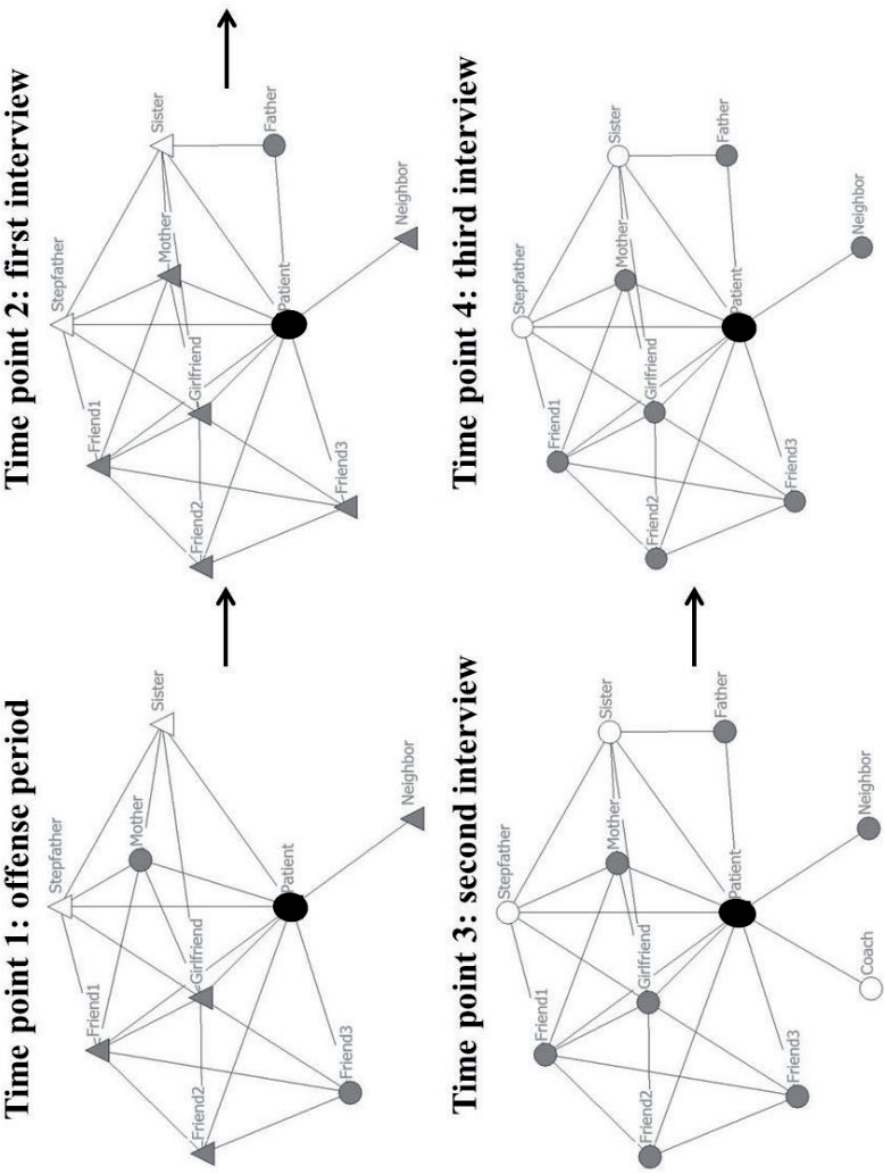 Time point 1: offense period
Stepfather
Sister
Mother
Friend1
Girlfriend
Patient
Friend2
Friend3
Neighbor
Time point 2: first interview
Stepfather
Sister
Mother
Father
Friend1
Girlfriend
Patient
Friend2
Friend3
Neighbor
Time point 3: second interview
Stepfather
Sister
Mother
Father
Friend1
Girlfriend
Patient
Friend2
Friend3
Neighbor
Coach
Time point 4: third interview
Stepfather
Sister
Mother
Father
Friend1
Girlfriend
Patient
Friend2
Friend3
Neighbor